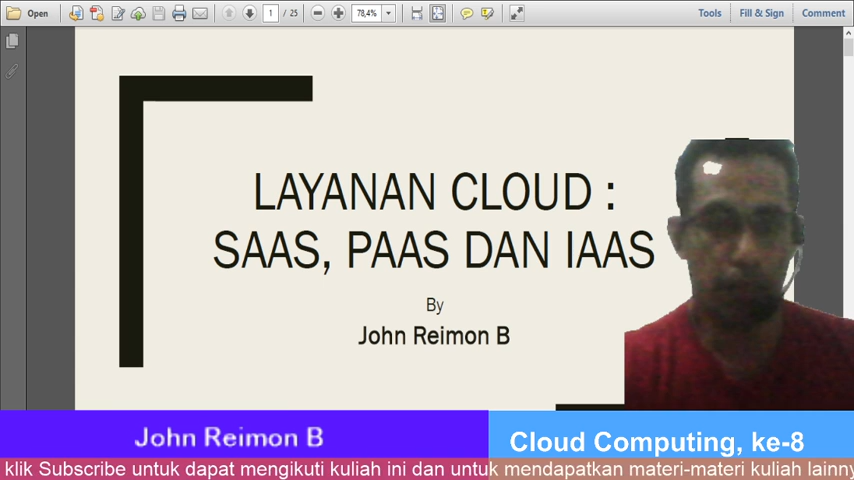 Open
1 / 25
78,4%
Tools
Fill & Sign
Comment
LAYANAN CLOUD :
SAAS, PAAS DAN IAAS
By
John Reimon B
John Reimon B
Cloud Computing, ke-8
klik Subscribe untuk dapat mengikuti kuliah ini dan untuk mendapatkan materi-materi kuliah lainny